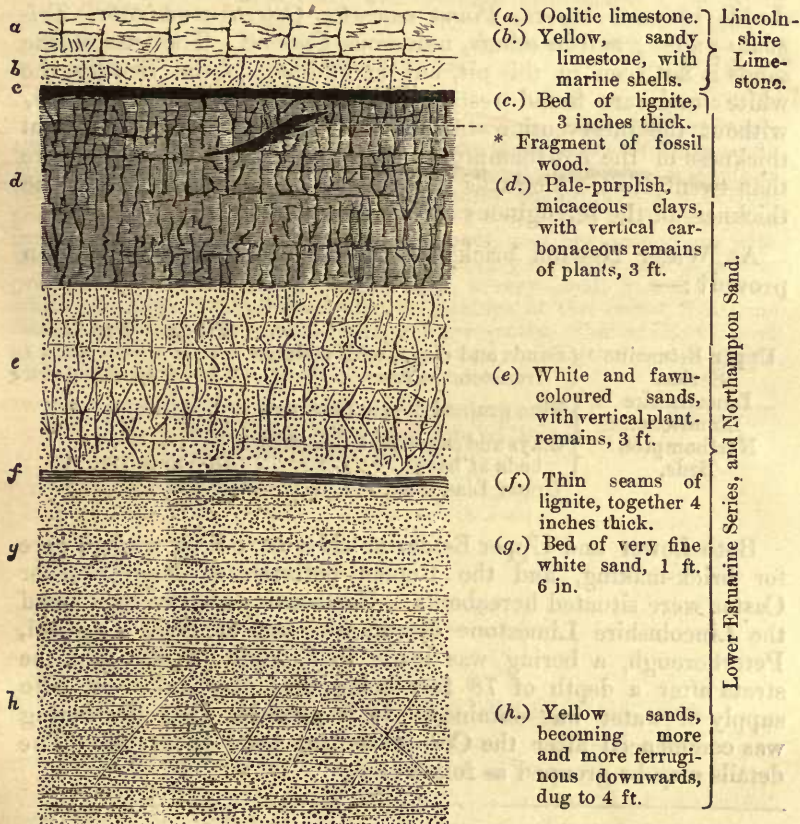 a
b
c
d
e
f
g
h
(a.) Oolitic limestone.
(b.) Yellow, sandy
limestone, with
marine shells.
Lincoln-
shire
Lime-
stone.
(c.) Bed of lignite,
3 inches thick.
* Fragment of fossil
wood.
(d.) Pale-purplish,
micaceous clays,
with vertical car-
bonaceous remains
of plants, 3 ft.
(e) White and fawn-
coloured sands,
with vertical plant-
remains, 3 ft.
(f.) Thin seams of
lignite, together 4
inches thick.
(g.) Bed of very fine
white sand, 1 ft.
6 in.
(h.) Yellow sands,
becoming more
and more ferrugi-
nous downwards,
dug to 4 ft.
Lower Estuarine Series, and Northampton Sand.